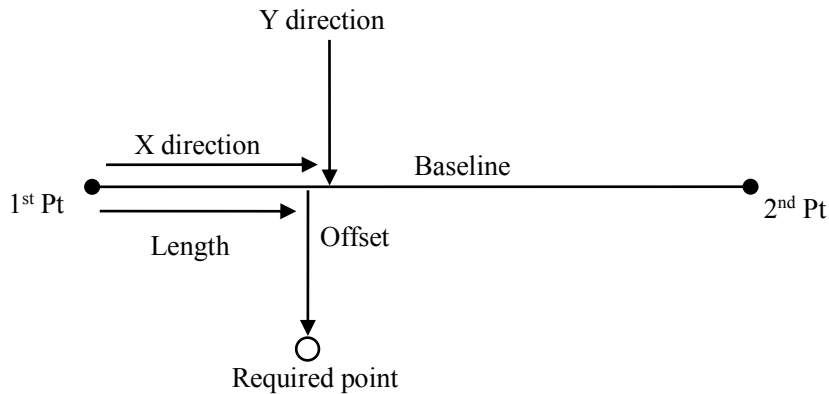 Y direction
X direction
Baseline
1st Pt
2nd Pt
Length
Offset
Required point